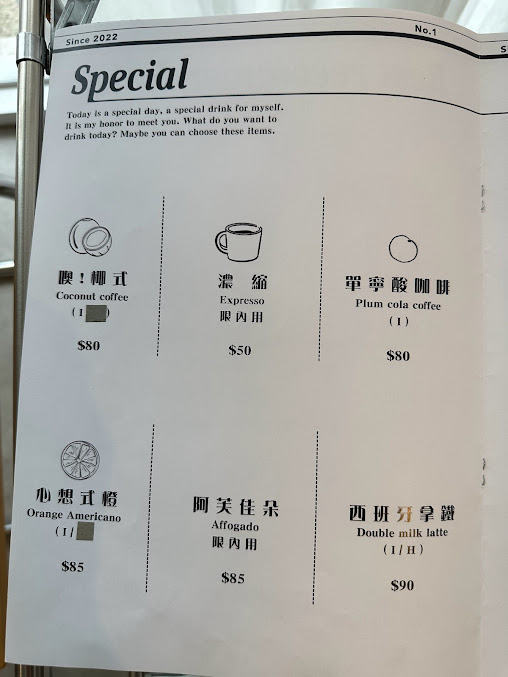 Since 2022
No.1
S
Special
Today is a special day, a special drink for myself.
It is my honor to meet you. What do you want to
drink today? Maybe you can choose these items.
噢!椰式
Coconut coffee
(I )
$80
濃縮
Expresso
限內用
$50
單寧酸咖啡
Plum cola coffee
(I)
$80
心想式橙
Orange Americano
(I/
$85
阿芙佳朵
Affogado
限內用
$85
西班牙拿鐵
Double milk latte
(I/H)
$90